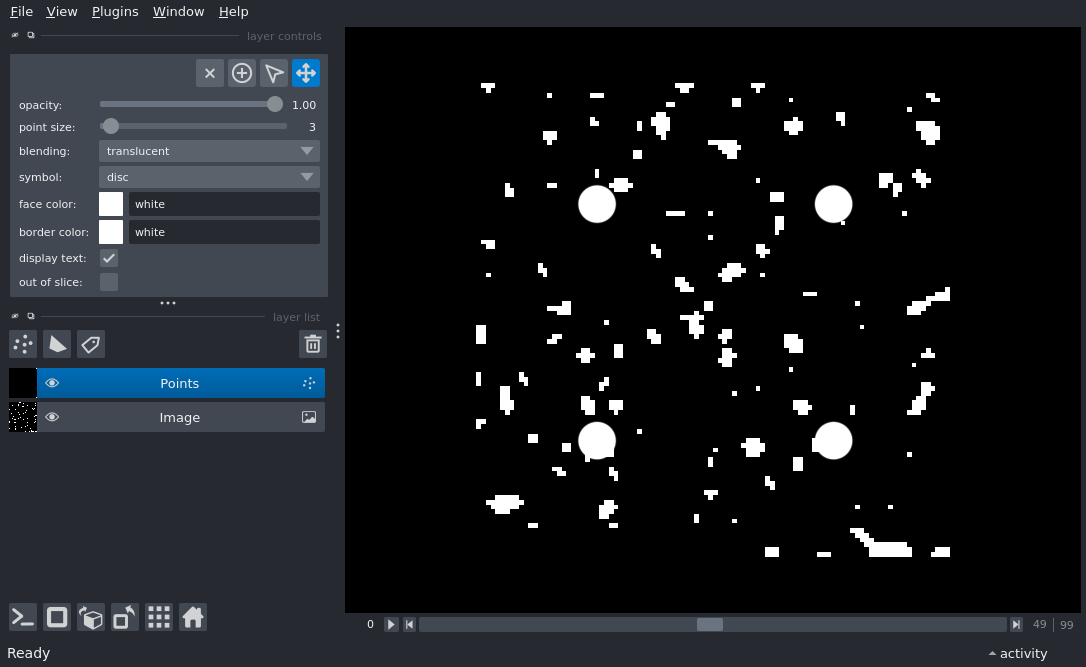 File View Plugins Window Help
layer controls
opacity: 1.00
point size: 3
blending: translucent
symbol: disc
face color: white
border color: white
display text:
out of slice:
layer list
Points
Image
0 49 | 99
Ready activity